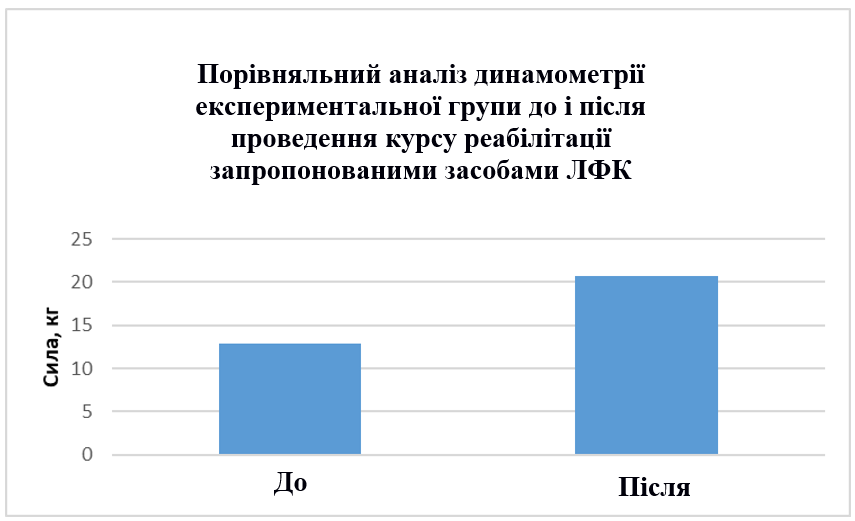 Порівняльний аналіз динамометрії
експериментальної групи до і після
проведення курсу реабілітації
запропонованими засобами ЛФК
Сила, кг
25
20
15
10
5
0
До
Після